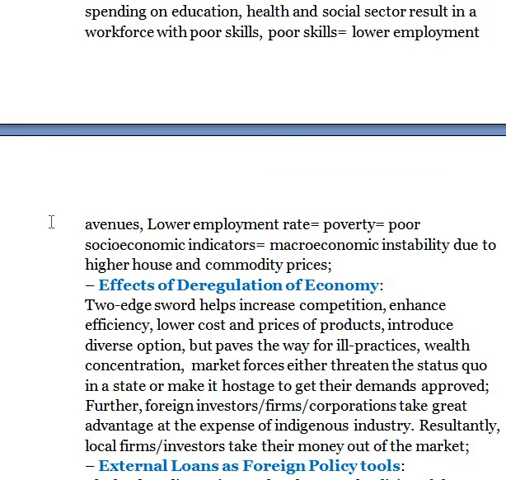 spending on education, health and social sector result in a
workforce with poor skills, poor skills= lower employment
avenues, Lower employment rate= poverty= poor
socioeconomic indicators= macroeconomic instability due to
higher house and commodity prices;
– Effects of Deregulation of Economy:
Two-edge sword helps increase competition, enhance
efficiency, lower cost and prices of products, introduce
diverse option, but paves the way for ill-practices, wealth
concentration,  market forces either threaten the status quo
in a state or make it hostage to get their demands approved;
Further, foreign investors/firms/corporations take great
advantage at the expense of indigenous industry. Resultantly,
local firms/investors take their money out of the market;
– External Loans as Foreign Policy tools: